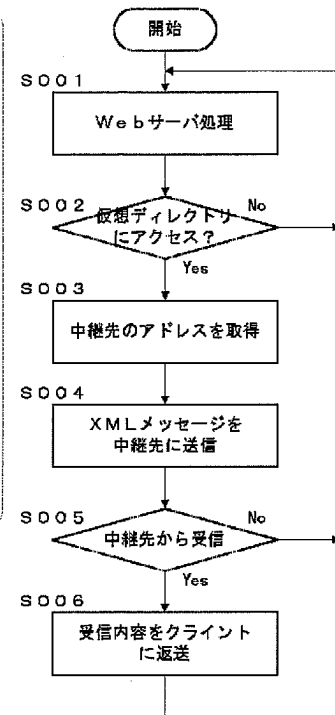 開始
S001
Webサーバ処理
S002
仮想ディレクトリ
にアクセス?
No
Yes
S003
中継先のアドレスを取得
S004
XMLメッセージを
中継先に送信
S005
中継先から受信
No
Yes
S006
受信内容をクライント
に返送